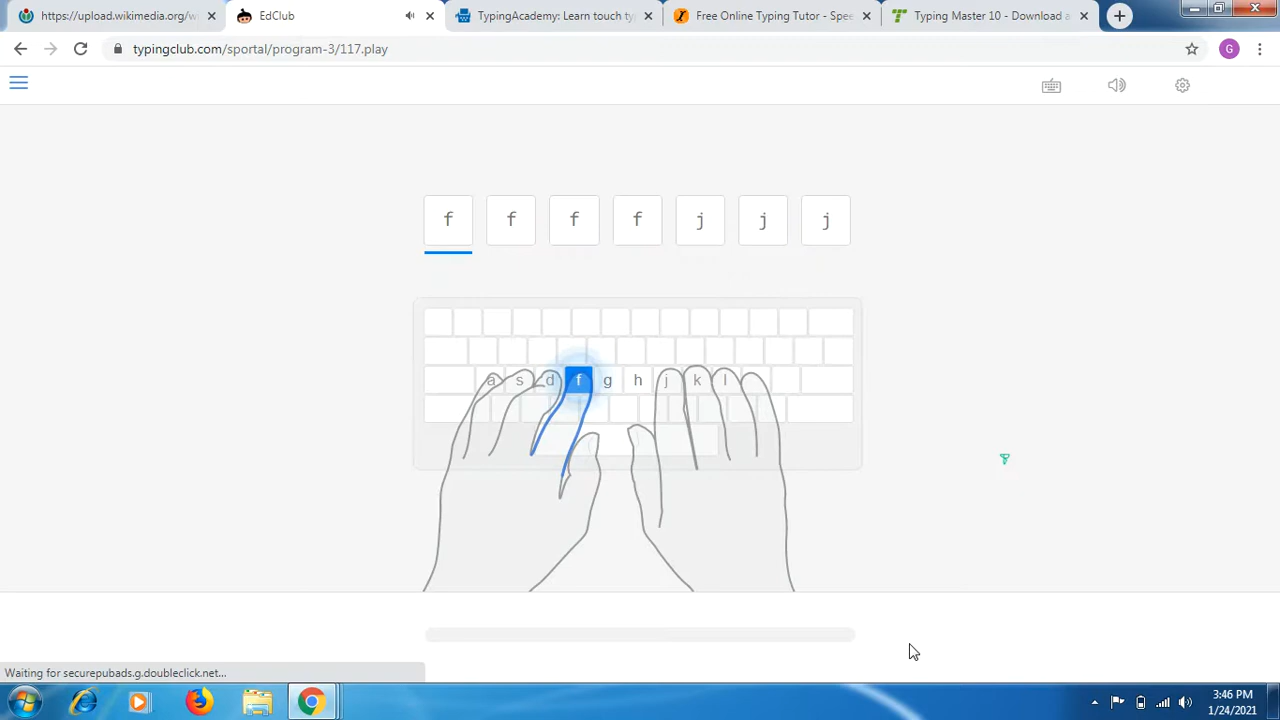 https://upload.wikimedia.org/w
EdClub
TypingAcademy: Learn touch ty
Free Online Typing Tutor - Spee
Typing Master 10 - Download a
typingclub.com/sportal/program-3/117.play
G
f f f f j j j
a s d f g h j k l
Waiting for securepubads.g.doubleclick.net...
3:46 PM
1/24/2021